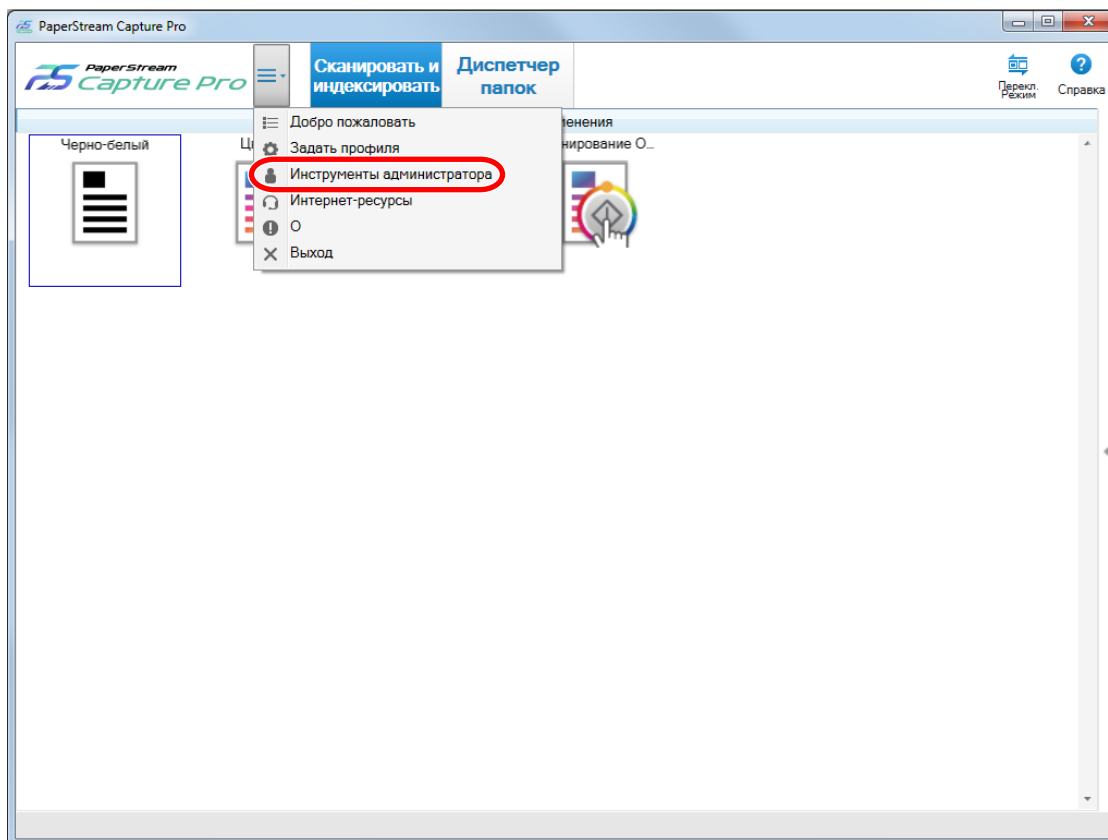 PaperStream Capture Pro
PaperStream
Capture Pro
Сканировать и
индексировать
Диспетчер
папок
Перекл.
Режим
Справка
Добро пожаловать
Задать профиля
Инструменты администратора
Интернет-ресурсы
О
Выход
енения
Черно-белый
Ц
нирование О...